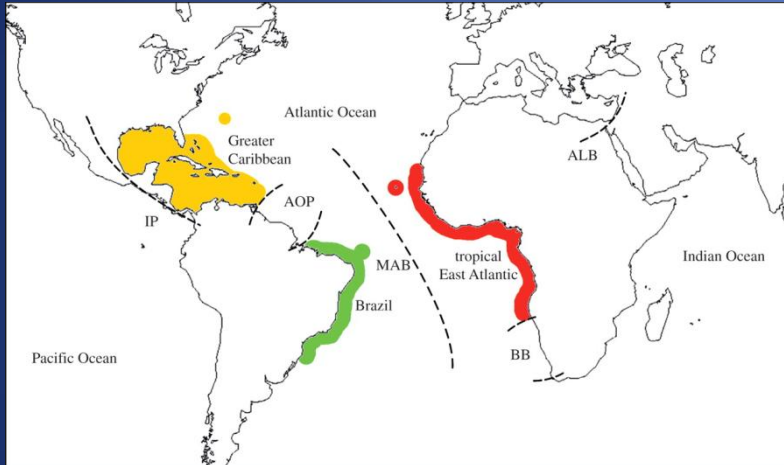 Atlantic Ocean
Greater
Caribbean
ALB
AOP
IP
tropical
East Atlantic
Indian Ocean
MAB
Brazil
BB
Pacific Ocean